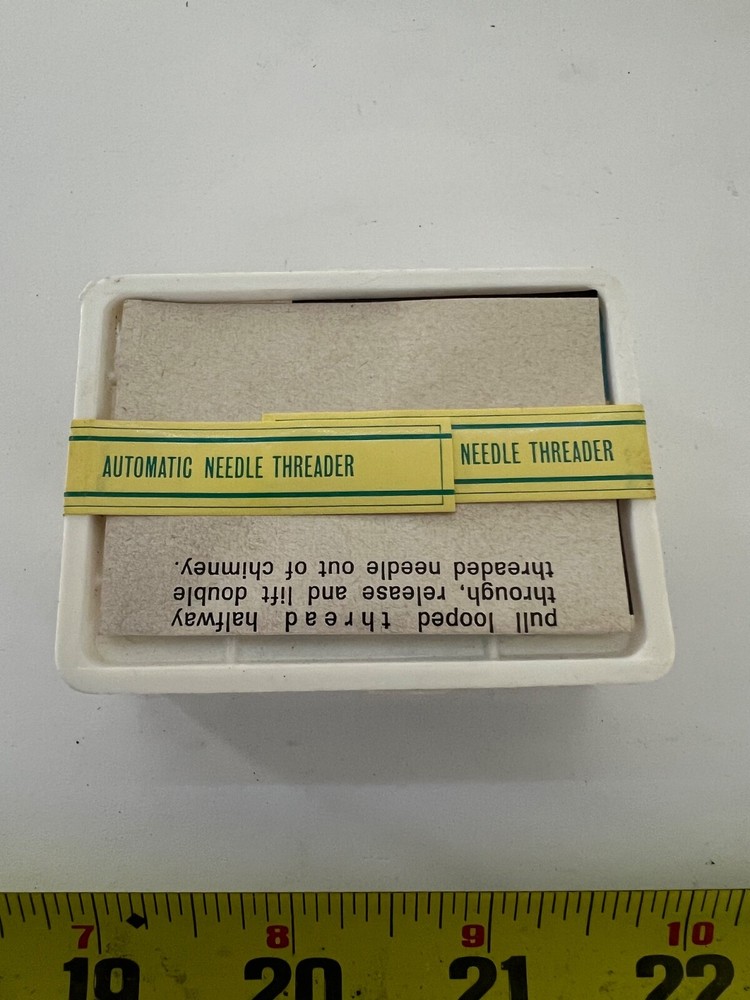 AUTOMATIC NEEDLE THREADER
NEEDLE THREADER
pull looped thread halfway
through, release and lift double
threaded needle out of chimney.
7 8 9 10
19 20 21 22